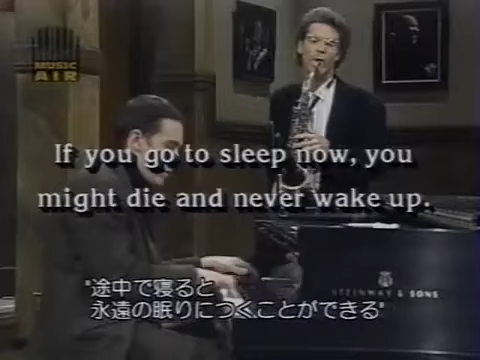 MUSIC
AIR
If you go to sleep now, you
might die and never wake up.
STEINWAY & SONS
"途中で寝ると
永遠の眠りにつくことができる"